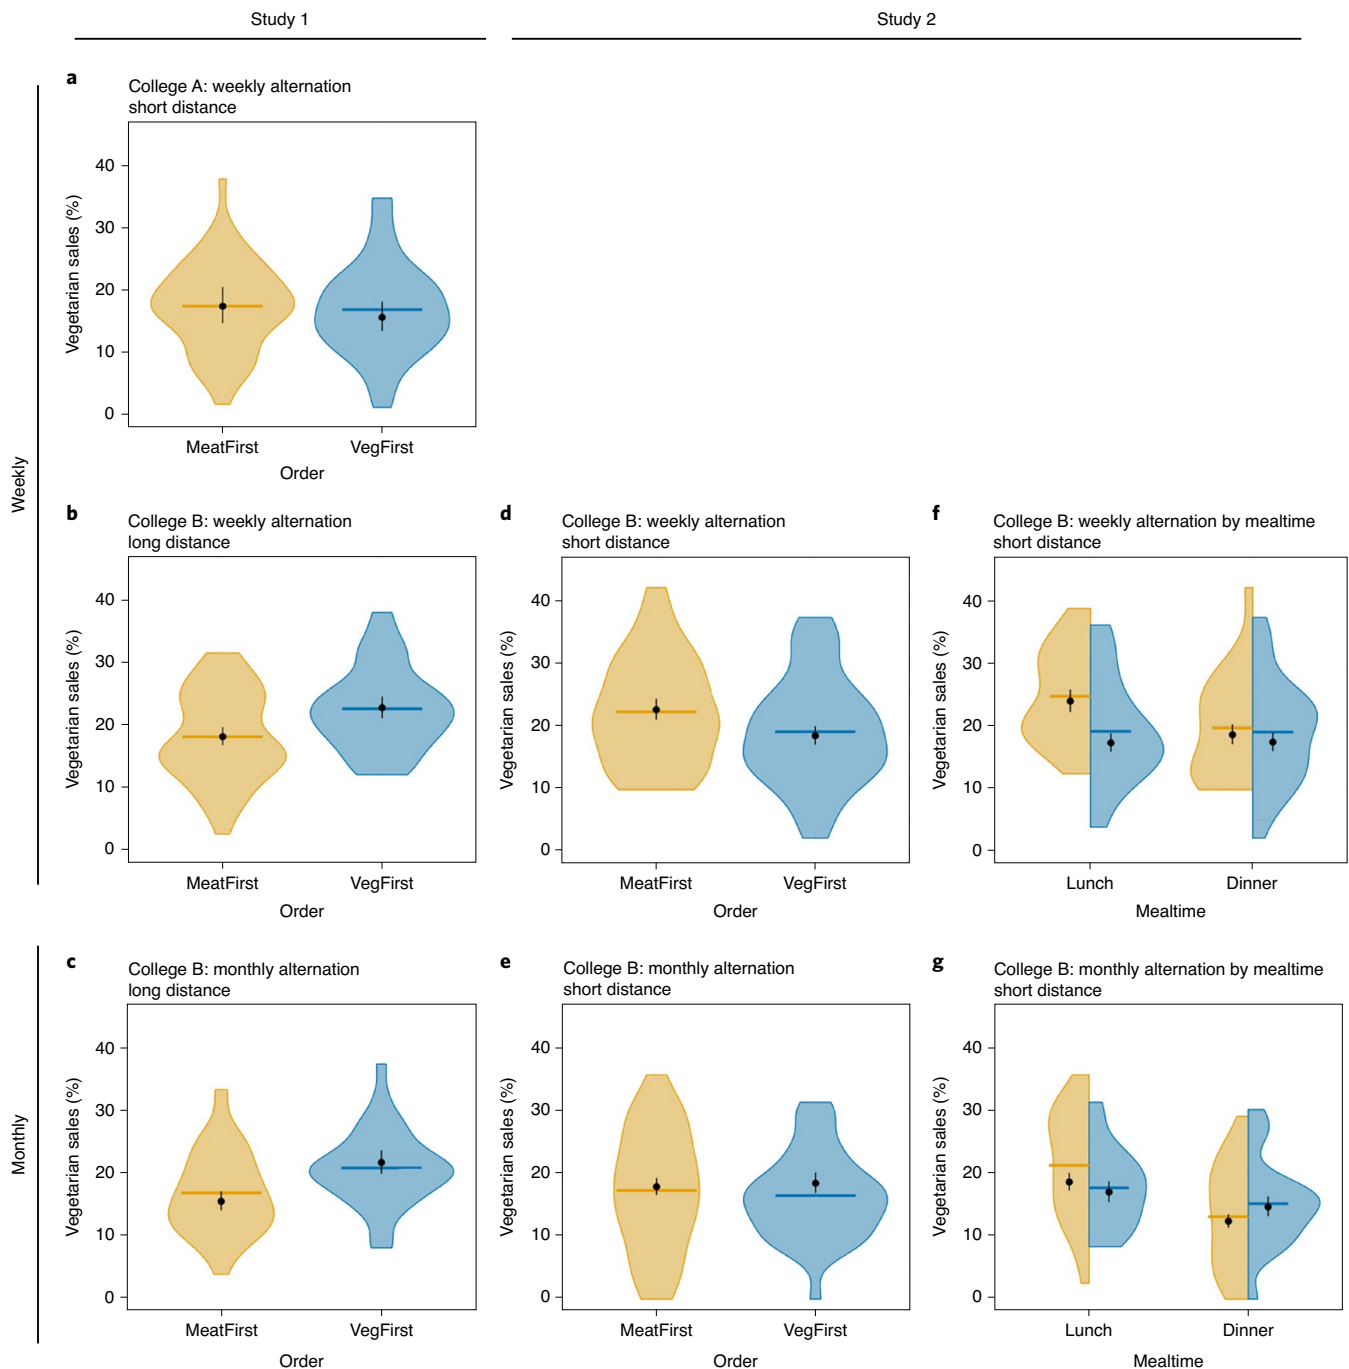 Study 1
Study 2
Weekly
a
College A: weekly alternation
short distance
Vegetarian sales (%)
40
30
20
10
0
MeatFirst
VegFirst
Order
b
College B: weekly alternation
long distance
Vegetarian sales (%)
40
30
20
10
0
MeatFirst
VegFirst
Order
d
College B: weekly alternation
short distance
Vegetarian sales (%)
40
30
20
10
0
MeatFirst
VegFirst
Order
f
College B: weekly alternation by mealtime
short distance
Vegetarian sales (%)
40
30
20
10
0
Lunch
Dinner
Mealtime
Monthly
c
College B: monthly alternation
long distance
Vegetarian sales (%)
40
30
20
10
0
MeatFirst
VegFirst
Order
e
College B: monthly alternation
short distance
Vegetarian sales (%)
40
30
20
10
0
MeatFirst
VegFirst
Order
g
College B: monthly alternation by mealtime
short distance
Vegetarian sales (%)
40
30
20
10
0
Lunch
Dinner
Mealtime